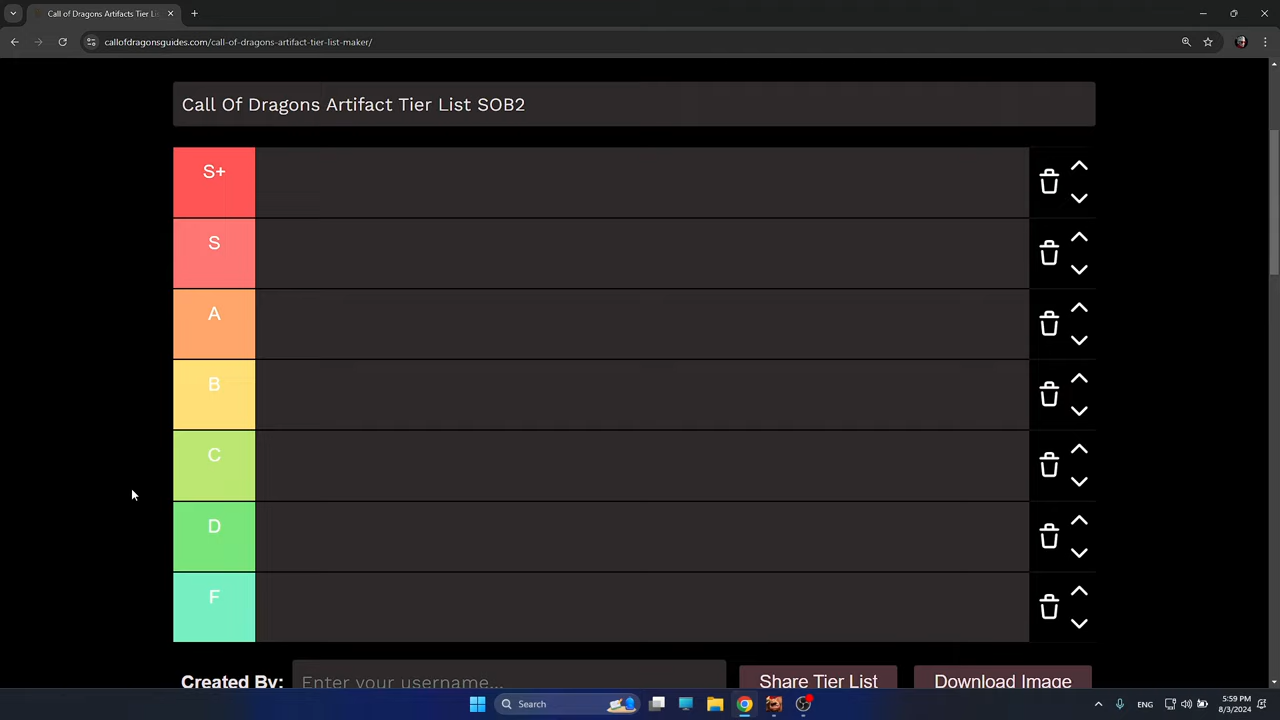 Call of Dragons Artifacts Tier Lis
callofdragonsguides.com/call-of-dragons-artifact-tier-list-maker/
Call Of Dragons Artifact Tier List SOB2
S+
S
A
B
C
D
F
Created By:
Enter your username...
Share Tier List
Download Image
Search
ENG
5:59 PM
8/3/2024